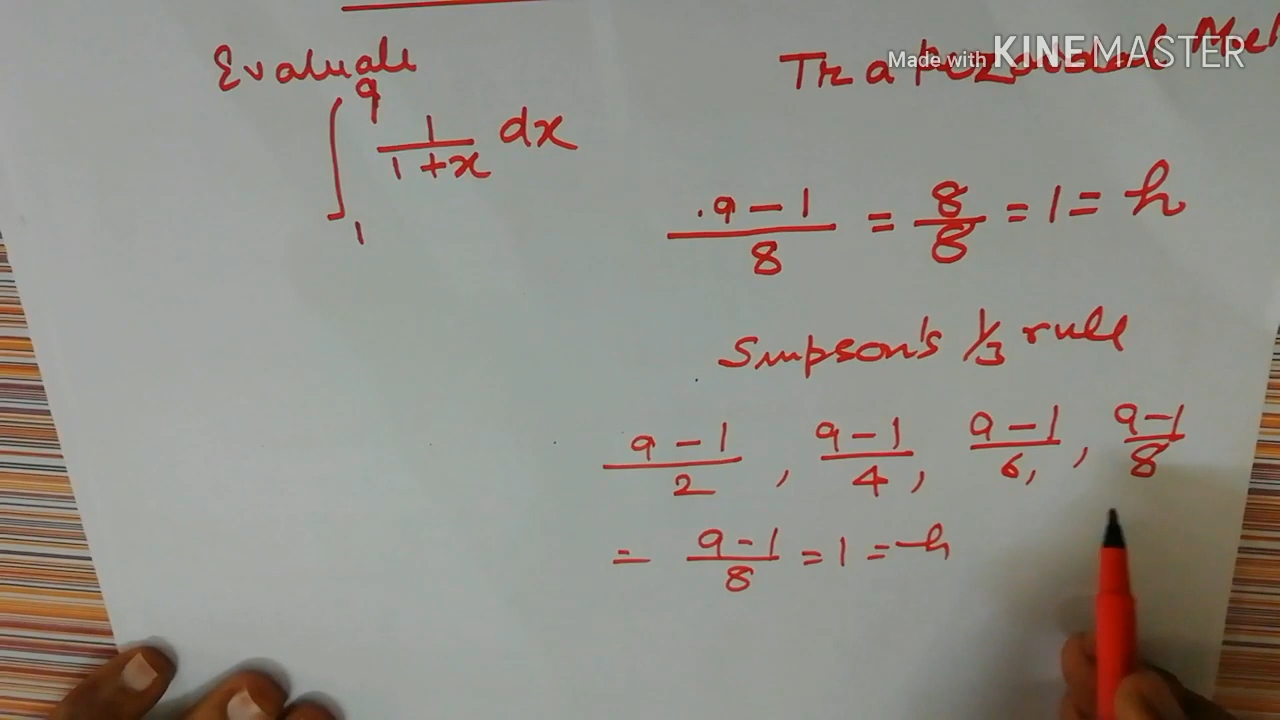 Evaluate
∫₁⁹ 1/(1+x) dx
Trapezoidal
Made with KINEMASTER
9-1/8 = 8/8 = 1 = h
Simpson's 1/3 rule
9-1/2, 9-1/4, 9-1/6, 9-1/8
= 9-1/8 = 1 = h